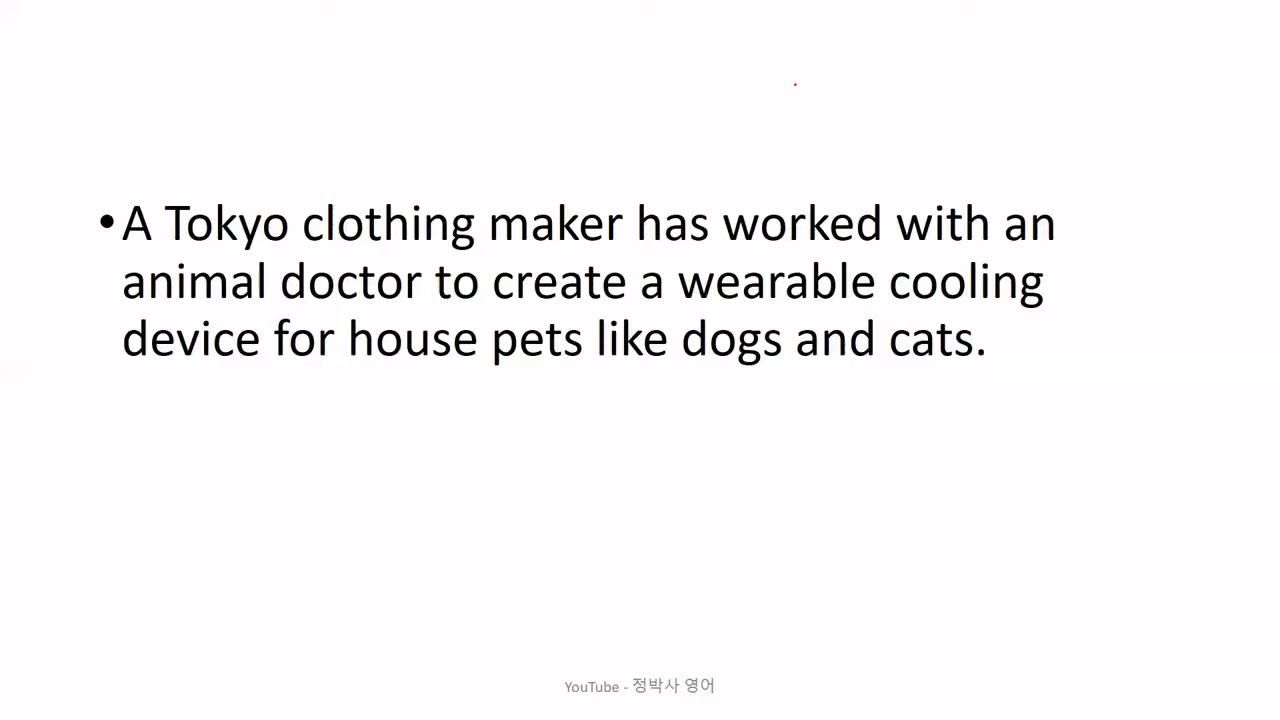 •A Tokyo clothing maker has worked with an
animal doctor to create a wearable cooling
device for house pets like dogs and cats.
YouTube - 정박사 영어